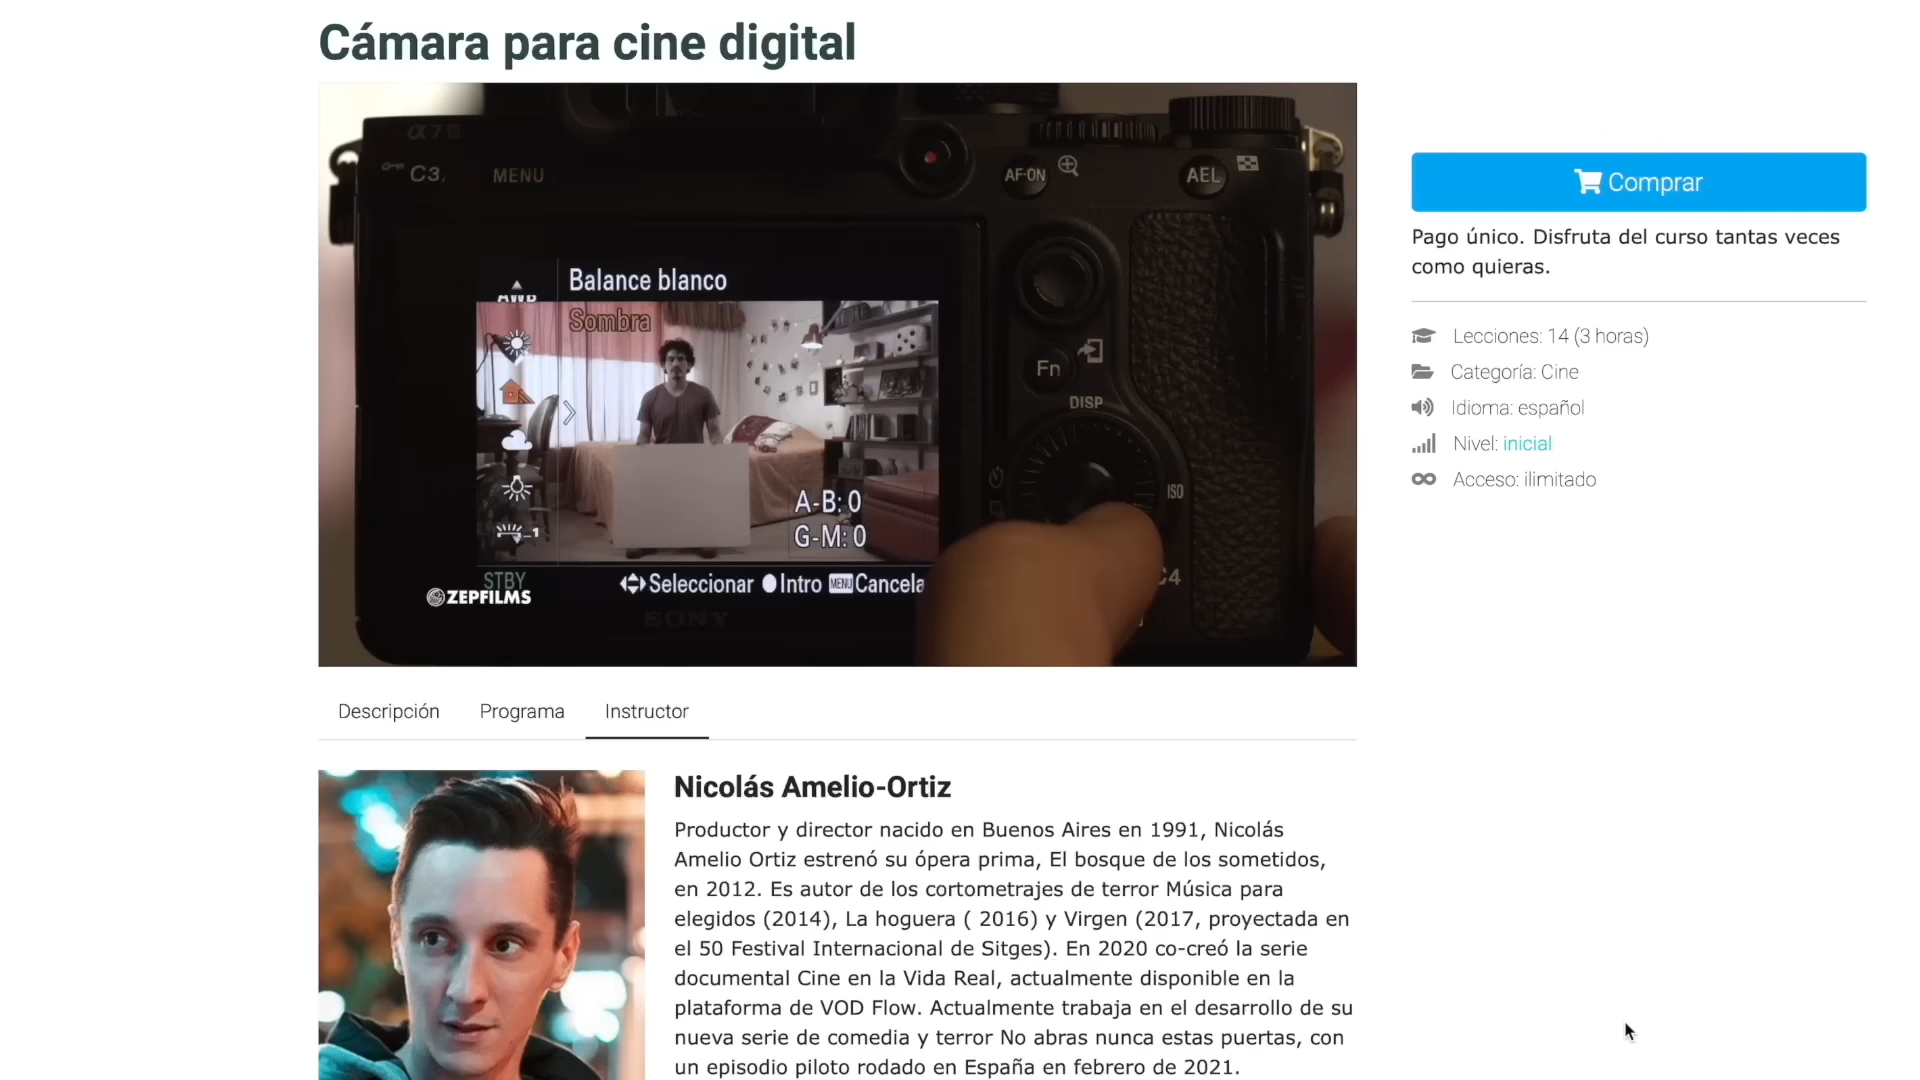 Cámara para cine digital
α7 III
C3
MENU
AF-ON
AEL
Balance blanco
AWB
Sombra
Fn
DISP
ISO
A-B: 0
G-M: 0
-1
C4
STBY
Seleccionar Intro MENU Cancela
ZEPFILMS
SONY
Comprar
Pago único. Disfruta del curso tantas veces
como quieras.
Lecciones: 14 (3 horas)
Categoría: Cine
Idioma: español
Nivel: inicial
Acceso: ilimitado
Descripción Programa Instructor
Nicolás Amelio-Ortiz
Productor y director nacido en Buenos Aires en 1991, Nicolás
Amelio Ortiz estrenó su ópera prima, El bosque de los sometidos,
en 2012. Es autor de los cortometrajes de terror Música para
elegidos (2014), La hoguera ( 2016) y Virgen (2017, proyectada en
el 50 Festival Internacional de Sitges). En 2020 co-creó la serie
documental Cine en la Vida Real, actualmente disponible en la
plataforma de VOD Flow. Actualmente trabaja en el desarrollo de su
nueva serie de comedia y terror No abras nunca estas puertas, con
un episodio piloto rodado en España en febrero de 2021.